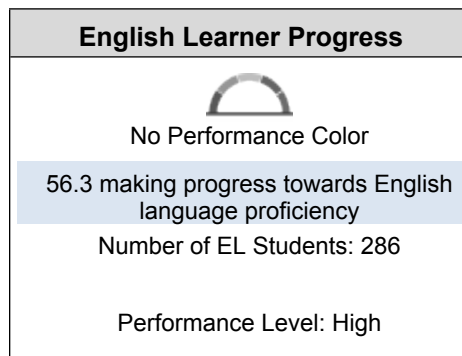 English Learner Progress
No Performance Color
56.3 making progress towards English
language proficiency
Number of EL Students: 286
Performance Level: High